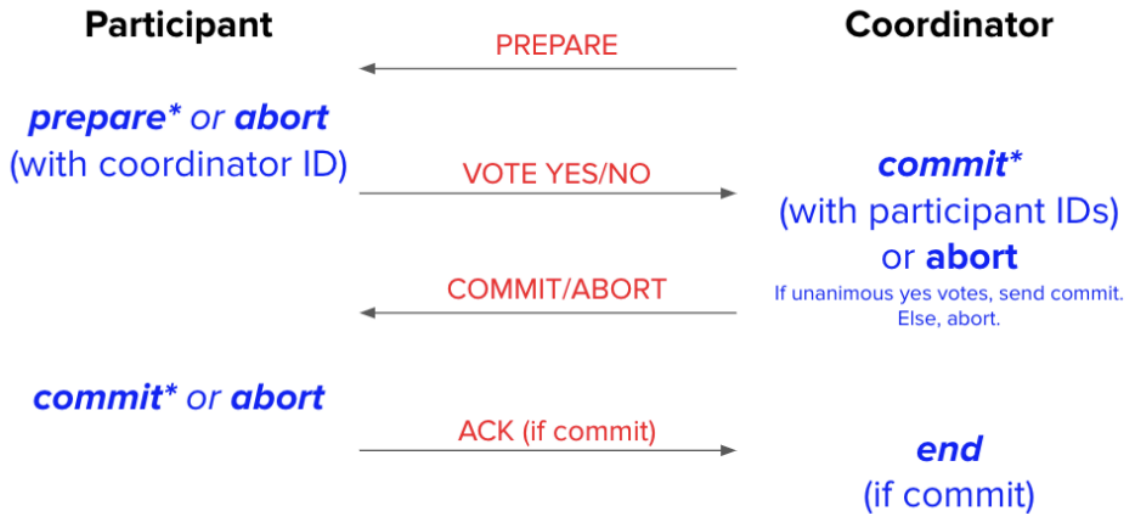 Participant
Coordinator
PREPARE
prepare* or abort
(with coordinator ID)
VOTE YES/NO
commit*
(with participant IDs)
or abort
If unanimous yes votes, send commit.
Else, abort.
COMMIT/ABORT
commit* or abort
ACK (if commit)
end
(if commit)